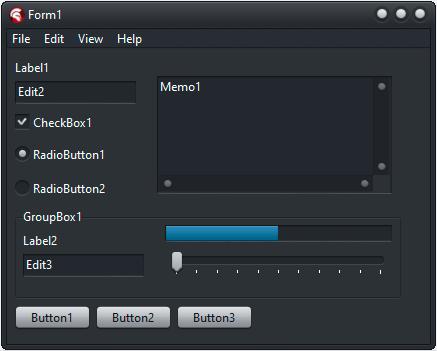 Form1
File Edit View Help
Label1
Edit2
Memo1
CheckBox1
RadioButton1
RadioButton2
GroupBox1
Label2
Edit3
Button1 Button2 Button3